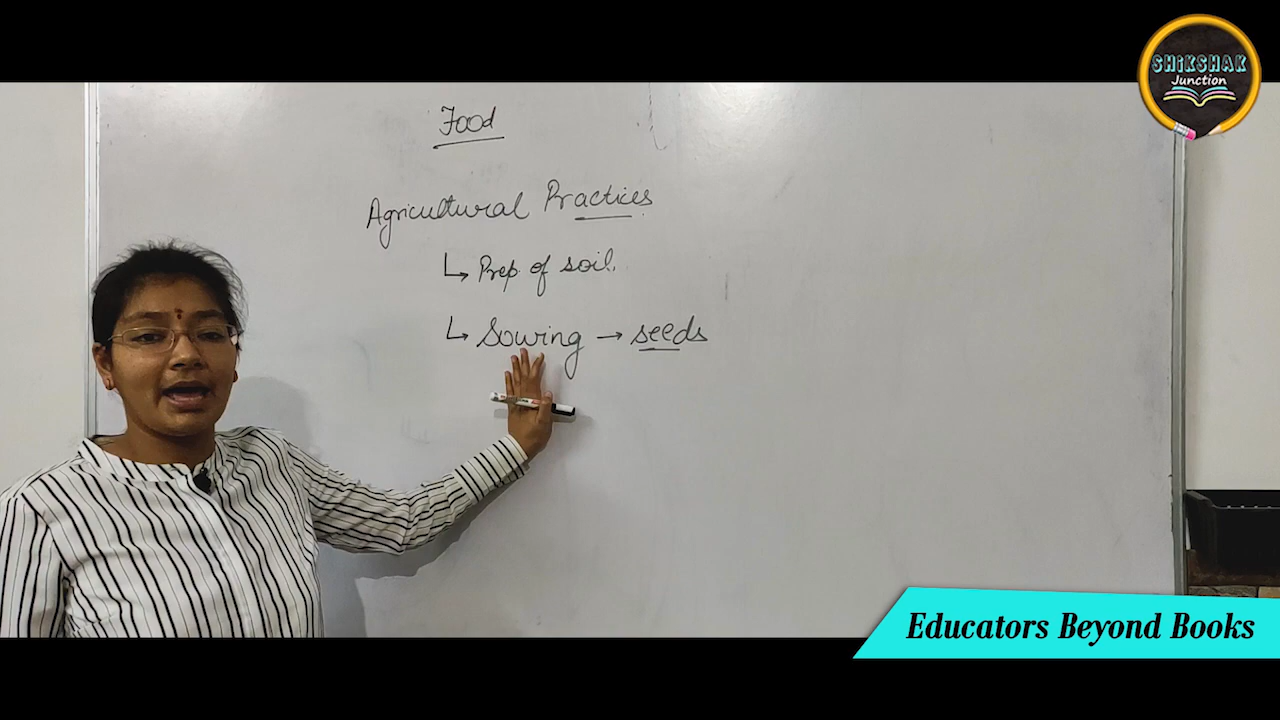 SHiKSHAK
Junction
Food
Agricultural Practices
↳ Prep. of soil.
↳ Sowing → seeds
Educators Beyond Books